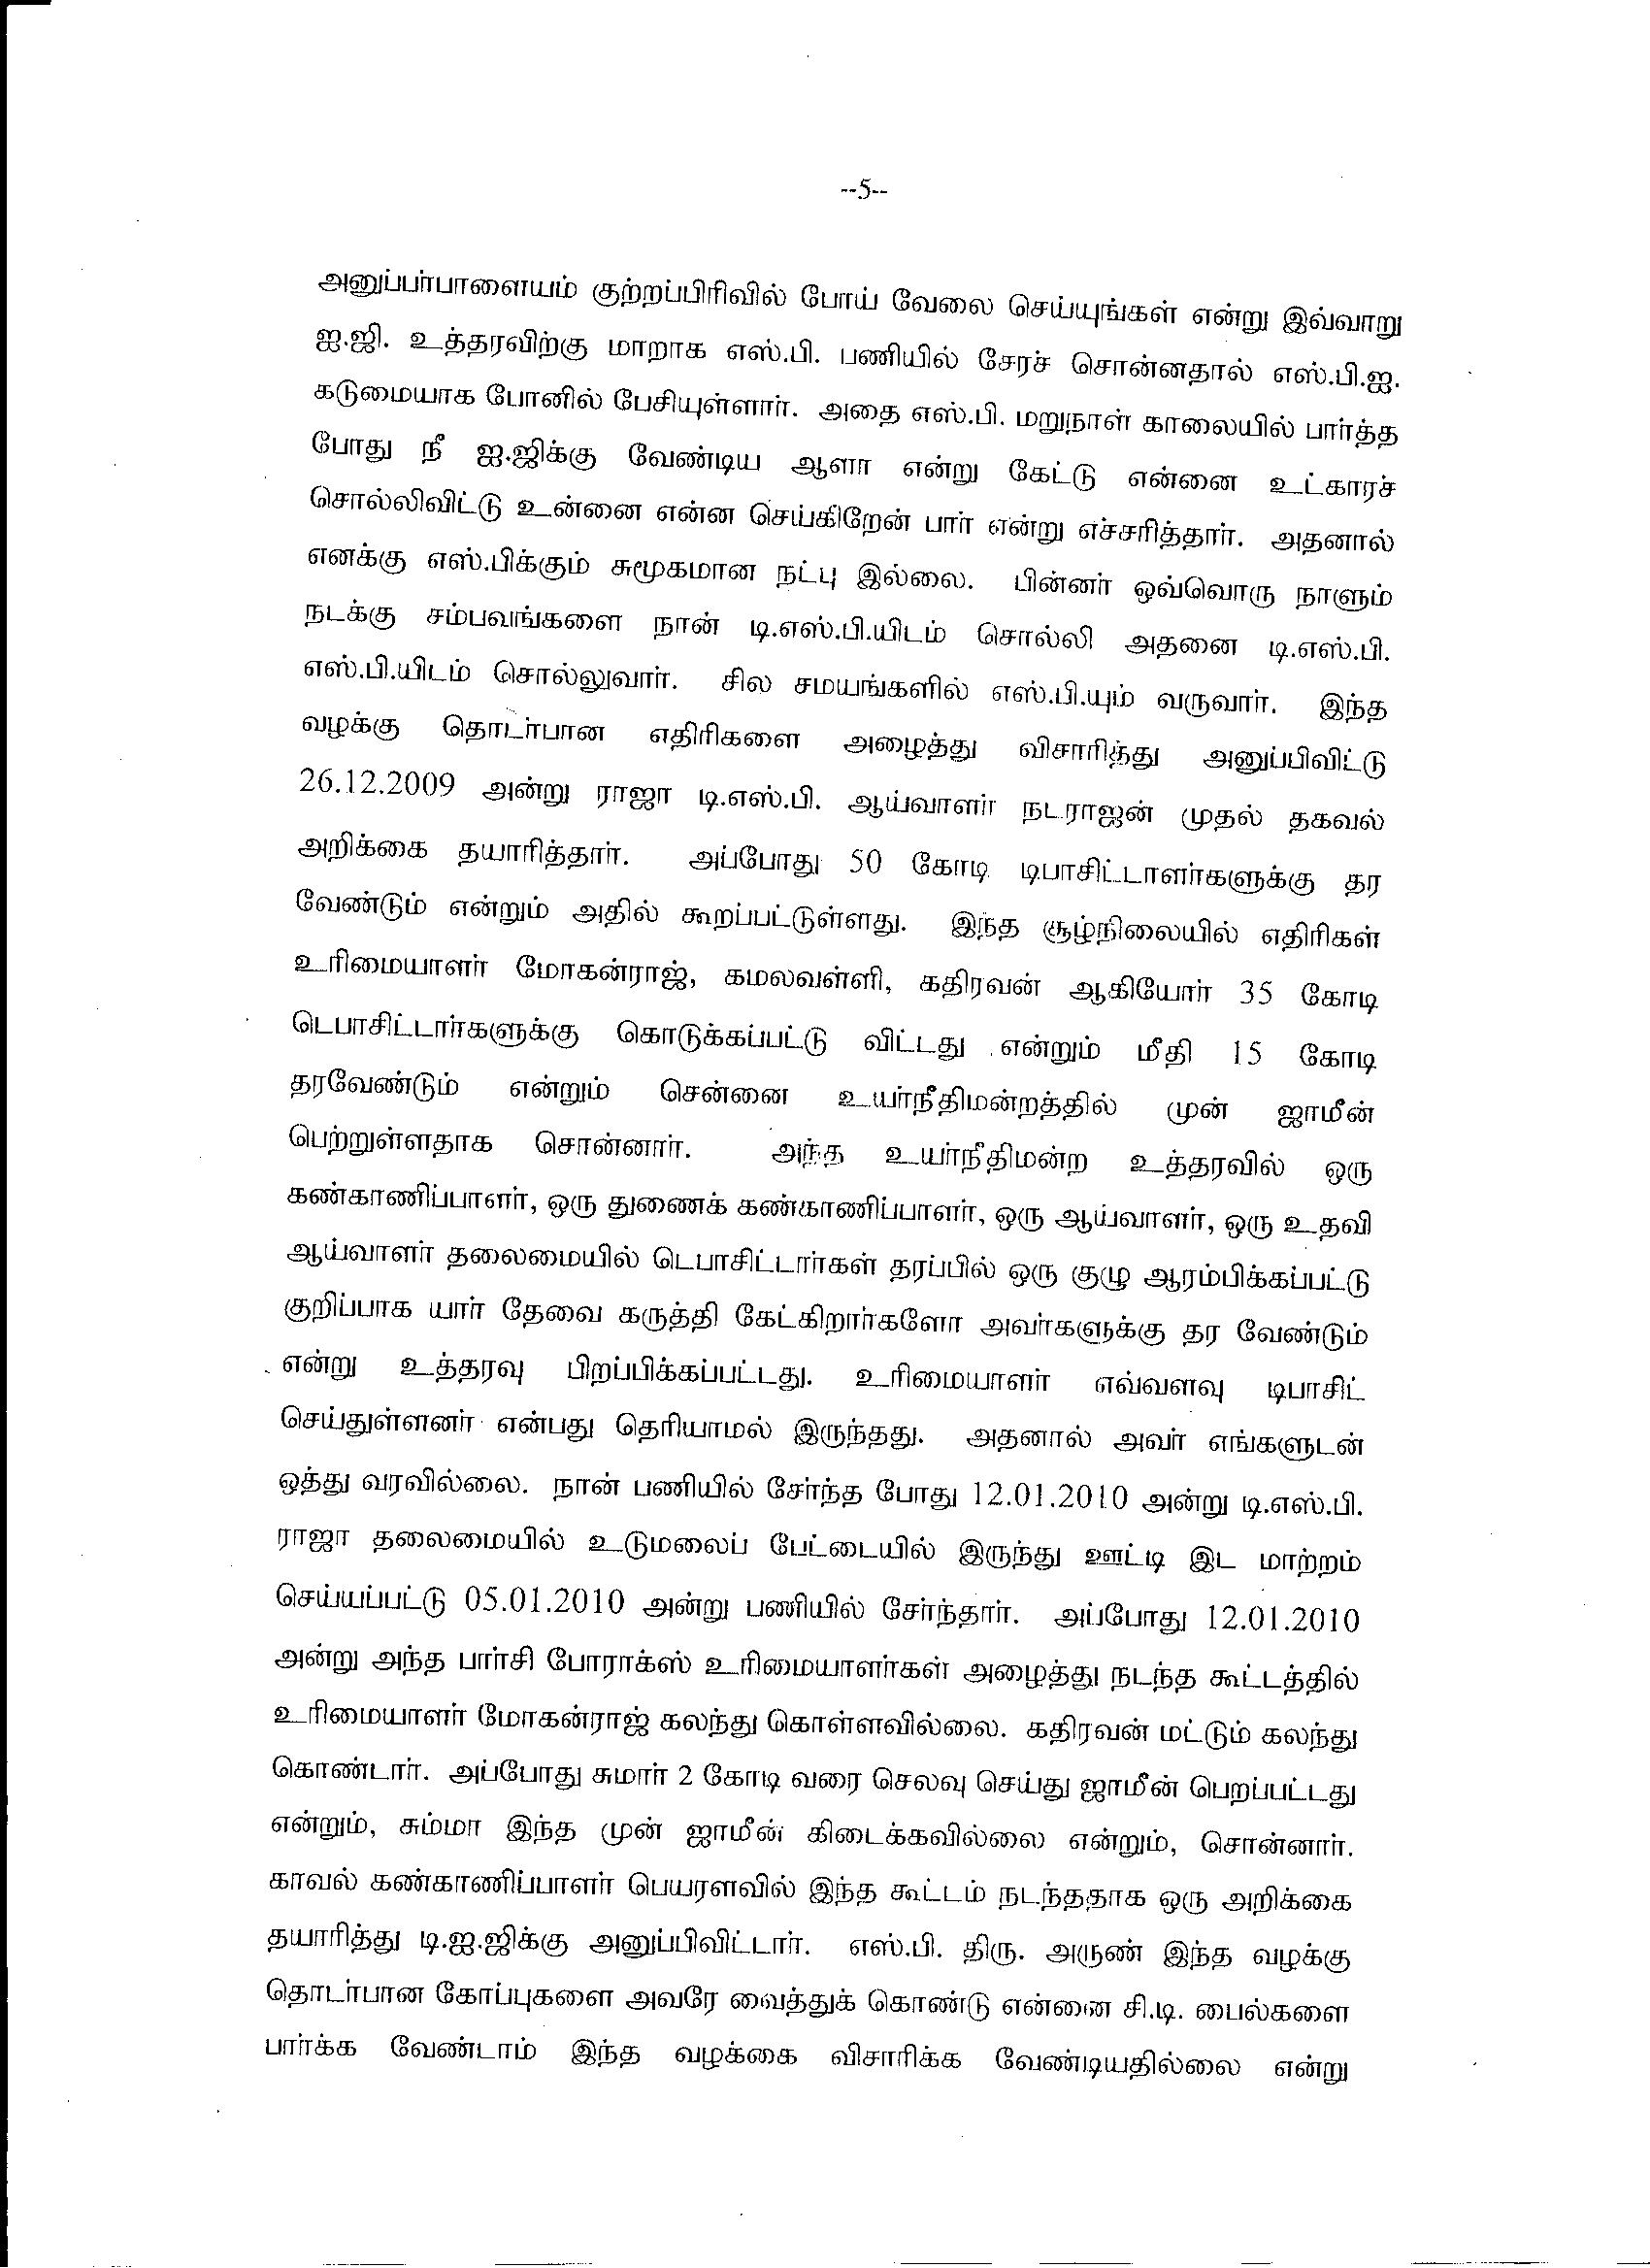 --5--
அனுப்பர்பாளையம் குற்றப்பிரிவில் போய் வேலை செய்யுங்கள் என்று இவ்வாறு
ஐ.ஜி. உத்தரவிற்கு மாறாக எஸ்.பி. பணியில் சேரச் சொன்னதால் எஸ்.பி.ஐ.
கடுமையாக போனில் பேசியுள்ளார். அதை எஸ்.பி. மறுநாள் காலையில் பார்த்த
போது நீ ஐ.ஜிக்கு வேண்டிய ஆளா என்று கேட்டு என்னை உட்காரச்
சொல்லிவிட்டு உன்னை என்ன செய்கிறேன் பார் என்று எச்சரித்தார். அதனால்
எனக்கு எஸ்.பிக்கும் சுமூகமான நட்பு இல்லை. பின்னர் ஒவ்வொரு நாளும்
நடக்கு சம்பவங்களை நான் டி.எஸ்.பி.யிடம் சொல்லி அதனை டி.எஸ்.பி.
எஸ்.பி.யிடம் சொல்லுவார். சில சமயங்களில் எஸ்.பி.யும் வருவார். இந்த
வழக்கு தொடர்பான எதிரிகளை அழைத்து விசாரித்து அனுப்பிவிட்டு
26.12.2009 அன்று ராஜா டி.எஸ்.பி. ஆய்வாளர் நடராஜன் முதல் தகவல்
அறிக்கை தயாரித்தார். அப்போது 50 கோடி டிபாசிட்டாளர்களுக்கு தர
வேண்டும் என்றும் அதில் கூறப்பட்டுள்ளது. இந்த சூழ்நிலையில் எதிரிகள்
உரிமையாளர் மோகன்ராஜ், கமலவள்ளி, கதிரவன் ஆகியோர் 35 கோடி
டெபாசிட்டார்களுக்கு கொடுக்கப்பட்டு விட்டது என்றும் மீதி 15 கோடி
தரவேண்டும் என்றும் சென்னை உயர்நீதிமன்றத்தில் முன் ஜாமீன்
பெற்றுள்ளதாக சொன்னார். அந்த உயர்நீதிமன்ற உத்தரவில் ஒரு
கண்காணிப்பாளர், ஒரு துணைக் கண்காணிப்பாளர், ஒரு ஆய்வாளர், ஒரு உதவி
ஆய்வாளர் தலைமையில் டெபாசிட்டார்கள் தரப்பில் ஒரு குழு ஆரம்பிக்கப்பட்டு
குறிப்பாக யார் தேவை கருத்தி கேட்கிறார்களோ அவர்களுக்கு தர வேண்டும்
என்று உத்தரவு பிறப்பிக்கப்பட்டது. உரிமையாளர் எவ்வளவு டிபாசிட்
செய்துள்ளனர் என்பது தெரியாமல் இருந்தது. அதனால் அவர் எங்களுடன்
ஒத்து வரவில்லை. நான் பணியில் சேர்ந்த போது 12.01.2010 அன்று டி.எஸ்.பி.
ராஜா தலைமையில் உடுமலைப் பேட்டையில் இருந்து ஊட்டி இட மாற்றம்
செய்யப்பட்டு 05.01.2010 அன்று பணியில் சேர்ந்தார். அப்போது 12.01.2010
அன்று அந்த பார்சி போராக்ஸ் உரிமையாளர்கள் அழைத்து நடந்த கூட்டத்தில்
உரிமையாளர் மோகன்ராஜ் கலந்து கொள்ளவில்லை. கதிரவன் மட்டும் கலந்து
கொண்டார். அப்போது சுமார் 2 கோடி வரை செலவு செய்து ஜாமீன் பெறப்பட்டது
என்றும், சும்மா இந்த முன் ஜாமீன் கிடைக்கவில்லை என்றும், சொன்னார்.
காவல் கண்காணிப்பாளர் பெயரளவில் இந்த கூட்டம் நடந்ததாக ஒரு அறிக்கை
தயாரித்து டி.ஐ.ஜிக்கு அனுப்பிவிட்டார். எஸ்.பி. திரு. அருண் இந்த வழக்கு
தொடர்பான கோப்புகளை அவரே வைத்துக் கொண்டு என்னை சி.டி. பைல்களை
பார்க்க வேண்டாம் இந்த வழக்கை விசாரிக்க வேண்டியதில்லை என்று